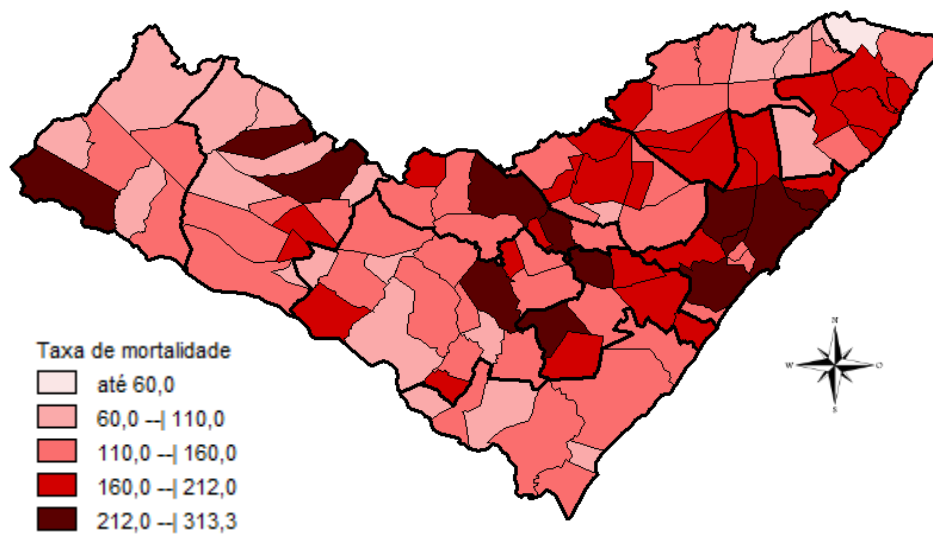 Taxa de mortalidade
até 60,0
60,0 --| 110,0
110,0 --| 160,0
160,0 --| 212,0
212,0 --| 313,3
N
W
O
S